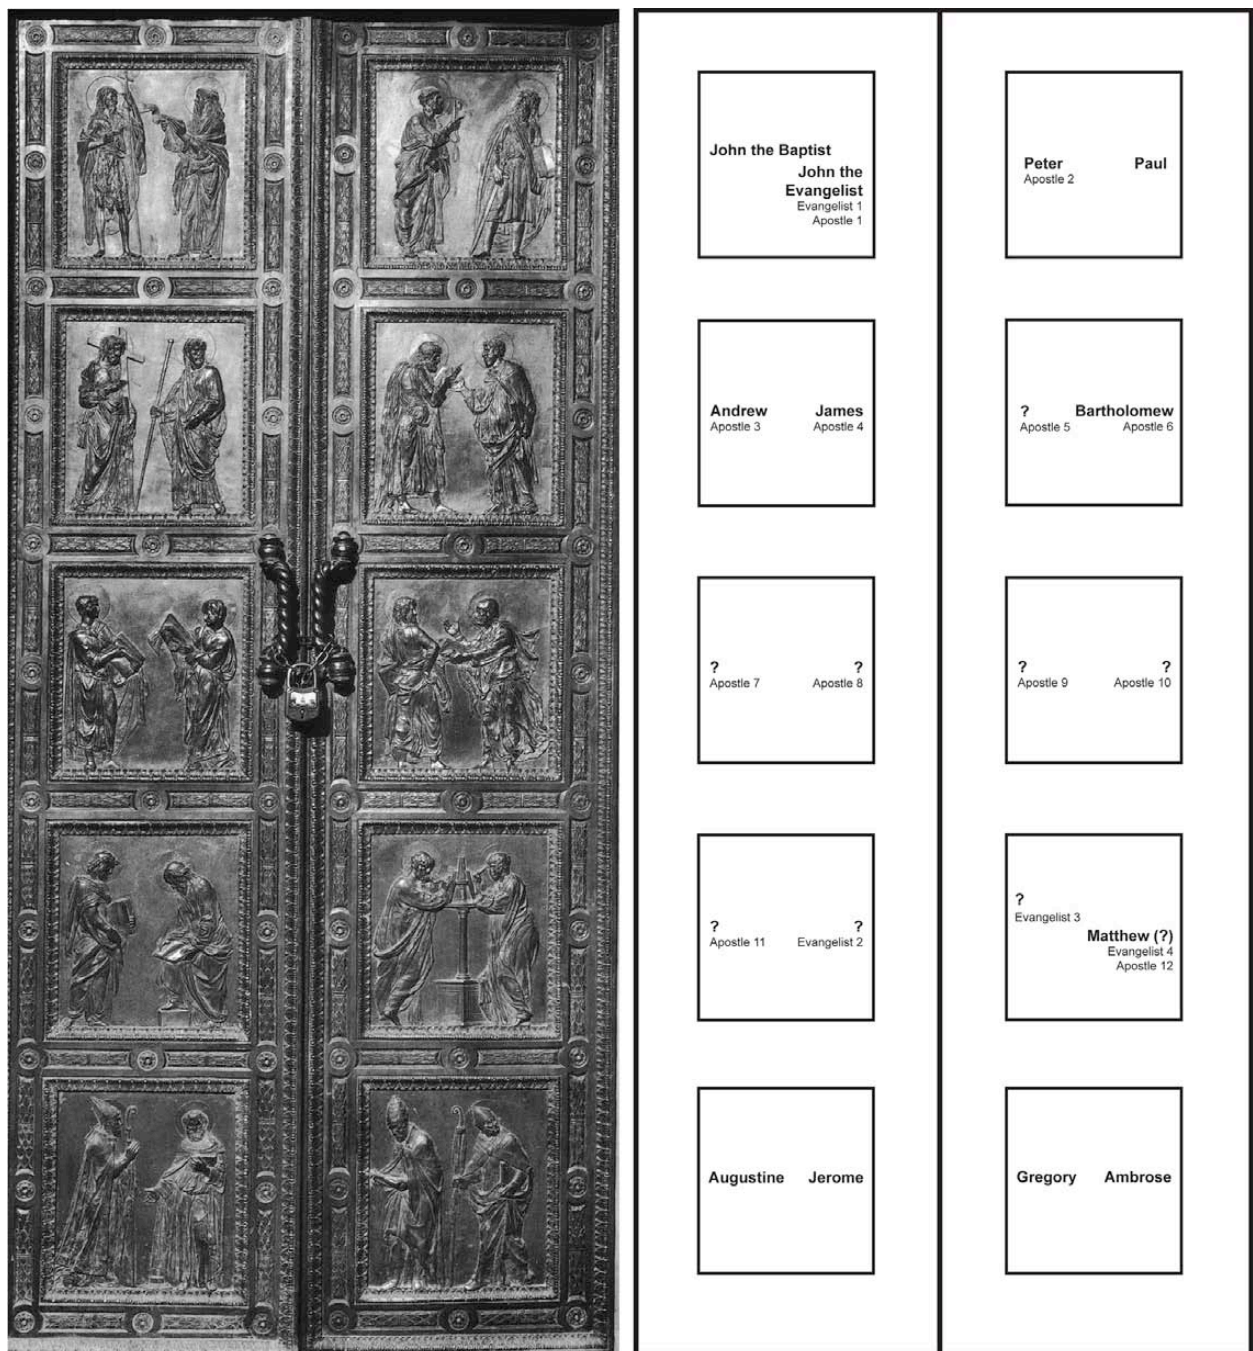 John the Baptist
John the
Evangelist
Evangelist 1
Apostle 1
Peter
Apostle 2
Paul
Andrew
Apostle 3
James
Apostle 4
?
Apostle 5
Bartholomew
Apostle 6
?
Apostle 7
?
Apostle 8
?
Apostle 9
?
Apostle 10
?
Apostle 11
?
Evangelist 2
?
Evangelist 3
Matthew (?)
Evangelist 4
Apostle 12
Augustine
Jerome
Gregory
Ambrose